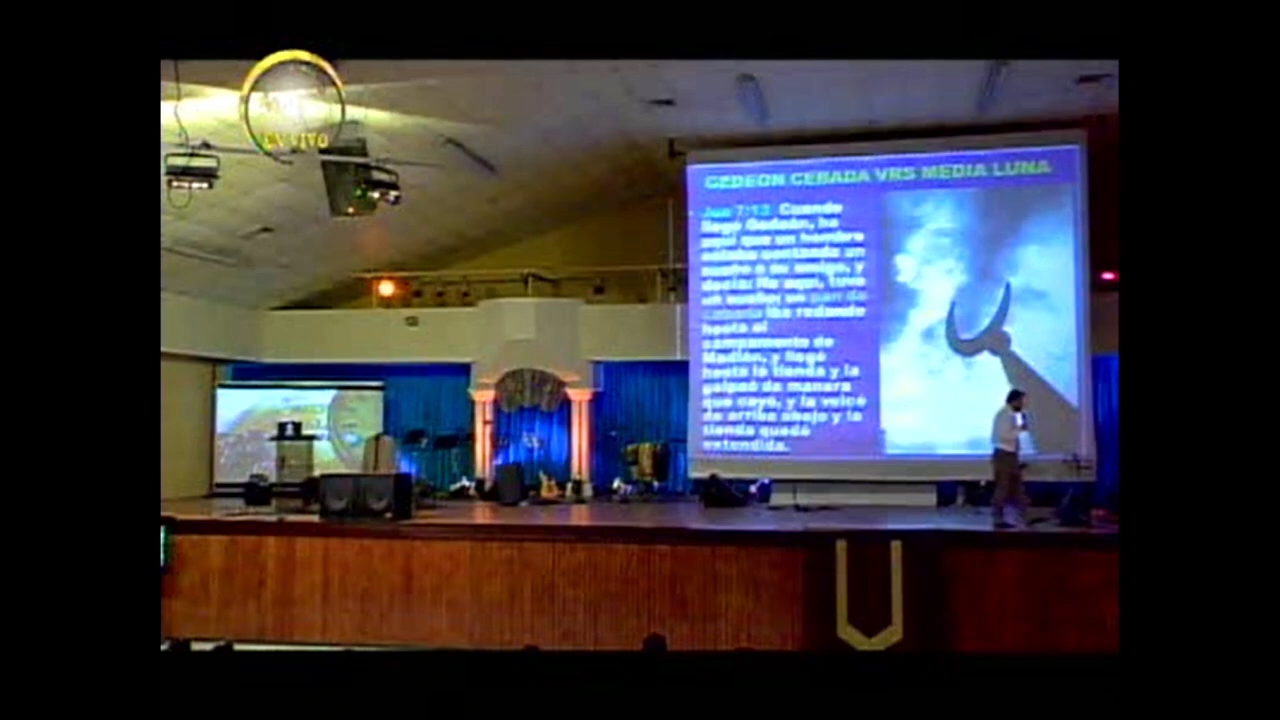 EN VIVO
GEDEON CEBADA VRS MEDIA LUNA
Jue 7:13 Cuando
llegó Gedeón, he
aquí que un hombre
estaba contando un
sueño a su amigo, y
decía: He aquí, tuve
un sueño; un pan de
cebada iba rodando
hasta el
campamento de
Madián, y llegó
hasta la tienda y la
golpeó de manera
que cayó, y la volcó
de arriba abajo y la
tienda quedó
extendida.